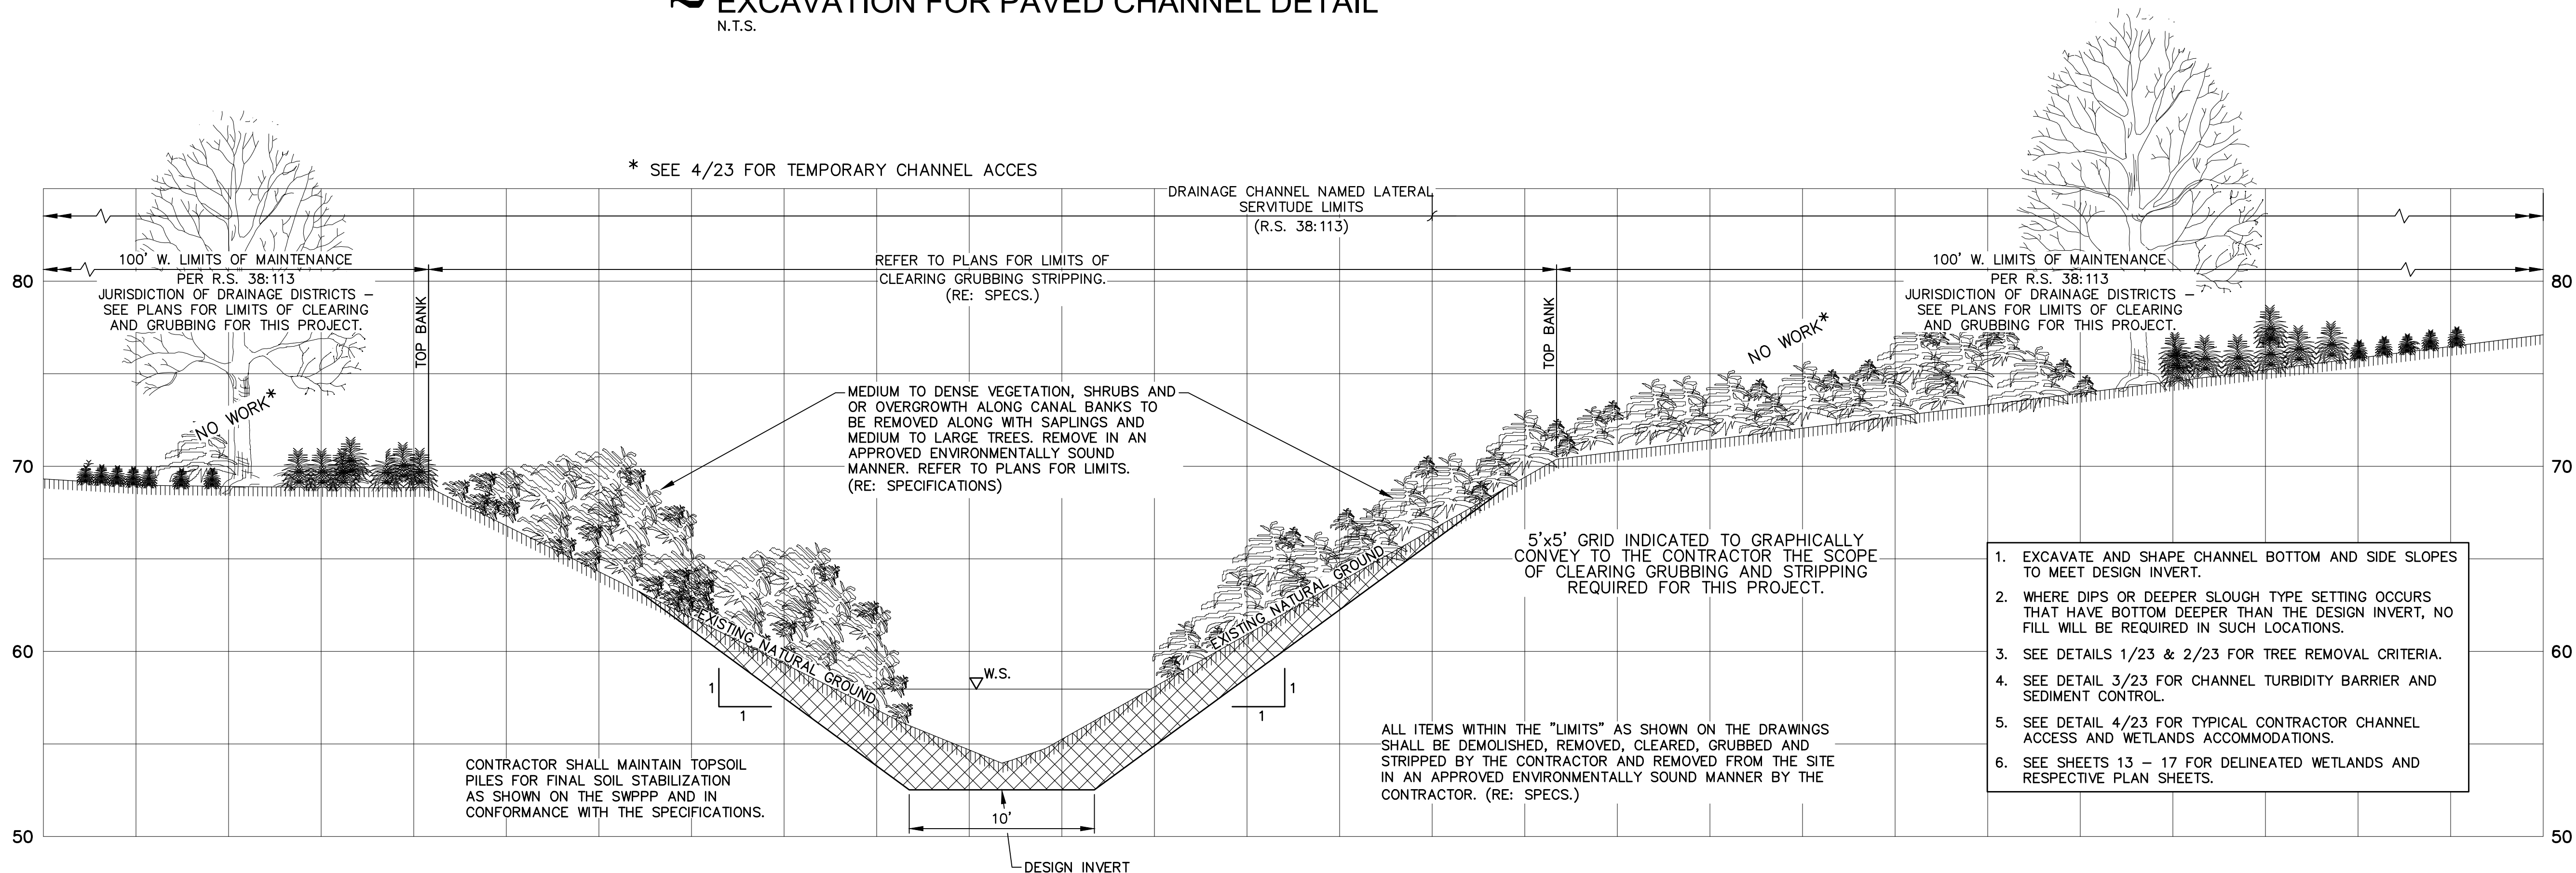 EXCAVATION FOR PAVED CHANNEL DETAIL
N.T.S.
* SEE 4/23 FOR TEMPORARY CHANNEL ACCES
DRAINAGE CHANNEL NAMED LATERAL
SERVITUDE LIMITS
(R.S. 38:113)
100' W. LIMITS OF MAINTENANCE
PER R.S. 38:113
JURISDICTION OF DRAINAGE DISTRICTS –
SEE PLANS FOR LIMITS OF CLEARING
AND GRUBBING FOR THIS PROJECT.
REFER TO PLANS FOR LIMITS OF
CLEARING GRUBBING STRIPPING.
(RE: SPECS.)
100' W. LIMITS OF MAINTENANCE
PER R.S. 38:113
JURISDICTION OF DRAINAGE DISTRICTS –
SEE PLANS FOR LIMITS OF CLEARING
AND GRUBBING FOR THIS PROJECT.
80
80
TOP BANK
TOP BANK
NO WORK*
NO WORK*
MEDIUM TO DENSE VEGETATION, SHRUBS AND
OR OVERGROWTH ALONG CANAL BANKS TO
BE REMOVED ALONG WITH SAPLINGS AND
MEDIUM TO LARGE TREES. REMOVE IN AN
APPROVED ENVIRONMENTALLY SOUND
MANNER. REFER TO PLANS FOR LIMITS.
(RE: SPECIFICATIONS)
70
70
5'x5' GRID INDICATED TO GRAPHICALLY
CONVEY TO THE CONTRACTOR THE SCOPE
OF CLEARING GRUBBING AND STRIPPING
REQUIRED FOR THIS PROJECT.
EXISTING NATURAL GROUND
EXISTING NATURAL GROUND
60
60
W.S.
1
1
1
1
1. EXCAVATE AND SHAPE CHANNEL BOTTOM AND SIDE SLOPES
TO MEET DESIGN INVERT.
2. WHERE DIPS OR DEEPER SLOUGH TYPE SETTING OCCURS
THAT HAVE BOTTOM DEEPER THAN THE DESIGN INVERT, NO
FILL WILL BE REQUIRED IN SUCH LOCATIONS.
3. SEE DETAILS 1/23 & 2/23 FOR TREE REMOVAL CRITERIA.
4. SEE DETAIL 3/23 FOR CHANNEL TURBIDITY BARRIER AND
SEDIMENT CONTROL.
5. SEE DETAIL 4/23 FOR TYPICAL CONTRACTOR CHANNEL
ACCESS AND WETLANDS ACCOMMODATIONS.
6. SEE SHEETS 13 – 17 FOR DELINEATED WETLANDS AND
RESPECTIVE PLAN SHEETS.
CONTRACTOR SHALL MAINTAIN TOPSOIL
PILES FOR FINAL SOIL STABILIZATION
AS SHOWN ON THE SWPPP AND IN
CONFORMANCE WITH THE SPECIFICATIONS.
ALL ITEMS WITHIN THE "LIMITS" AS SHOWN ON THE DRAWINGS
SHALL BE DEMOLISHED, REMOVED, CLEARED, GRUBBED AND
STRIPPED BY THE CONTRACTOR AND REMOVED FROM THE SITE
IN AN APPROVED ENVIRONMENTALLY SOUND MANNER BY THE
CONTRACTOR. (RE: SPECS.)
10'
50
50
DESIGN INVERT